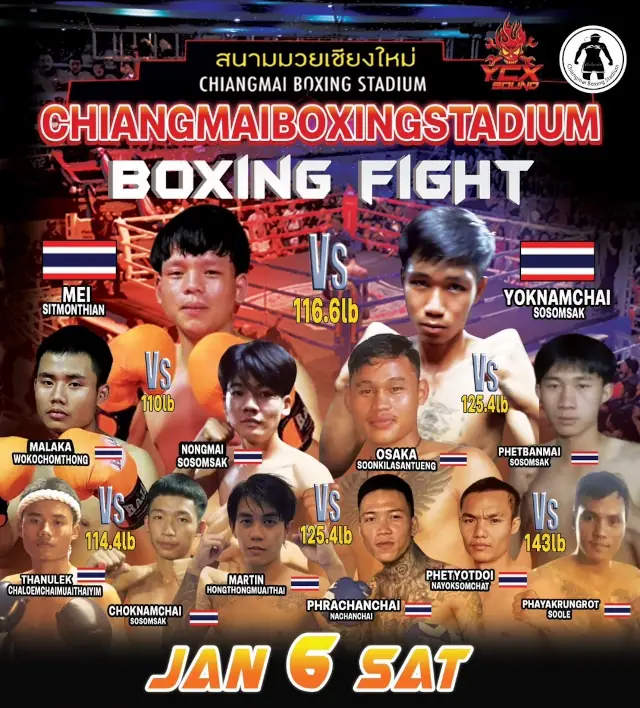 สนามมวยเชียงใหม่
CHIANGMAI BOXING STADIUM
YCX
SOUND
Chiangmai Boxing Stadium
CHIANGMAIBOXINGSTADIUM
BOXING FIGHT
MEI
SITMONTHIAN
Vs
116.6lb
YOKNAMCHAI
SOSOMSAK
MALAKA
WOKOCHOMTHONG
Vs
110lb
NONGMAI
SOSOMSAK
OSAKA
SOONKILASANTUENG
Vs
125.4lb
PHETBANMAI
SOSOMSAK
THANULEK
CHALOEMCHAIMUAITHAIYIM
Vs
114.4lb
CHOKNAMCHAI
SOSOMSAK
MARTIN
HONGTHONGMUAITHAI
Vs
125.4lb
PHRACHANCHAI
NACHANCHAI
PHETYOTDOI
NAYOKSOMCHAT
Vs
143lb
PHAYAKRUNGROT
SOOLE
JAN 6 SAT